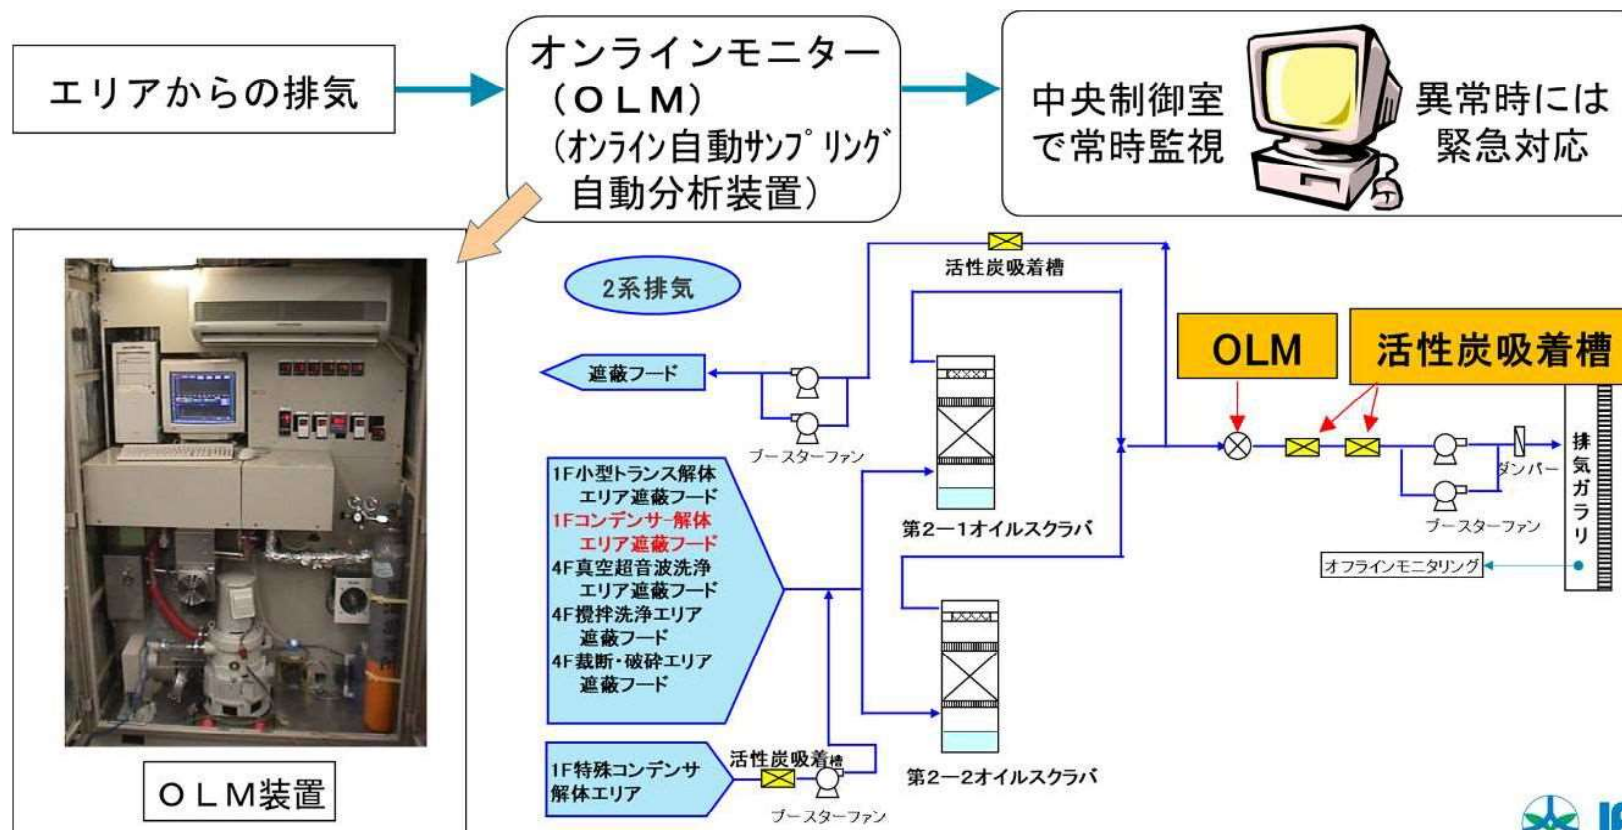 エリアからの排気
オンラインモニター
（ＯＬＭ）
（オンライン自動サンプリング
自動分析装置）
中央制御室
で常時監視
異常時には
緊急対応
ＯＬＭ装置
2系排気
活性炭吸着槽
遮蔽フード
ブースターファン
1F小型トランス解体
エリア遮蔽フード
1Fコンデンサ-解体
エリア遮蔽フード
4F真空超音波洗浄
エリア遮蔽フード
4F攪拌洗浄エリア
遮蔽フード
4F裁断・破砕エリア
遮蔽フード
1F特殊コンデンサ
解体エリア
活性炭吸着槽
ブースターファン
第2―1オイルスクラバ
第2―2オイルスクラバ
OLM
活性炭吸着槽
ブースターファン
ダンパー
排気ガラリ
オフラインモニタリング